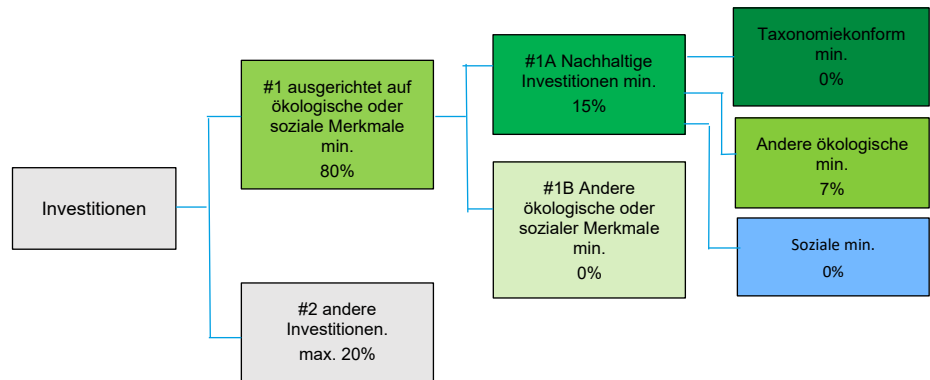 Investitionen
#1 ausgerichtet auf
ökologische oder
soziale Merkmale
min.
80%
#2 andere
Investitionen.
max. 20%
#1A Nachhaltige
Investitionen min.
15%
#1B Andere
ökologische oder
sozialer Merkmale
min.
0%
Taxonomiekonform
min.
0%
Andere ökologische
min.
7%
Soziale min.
0%